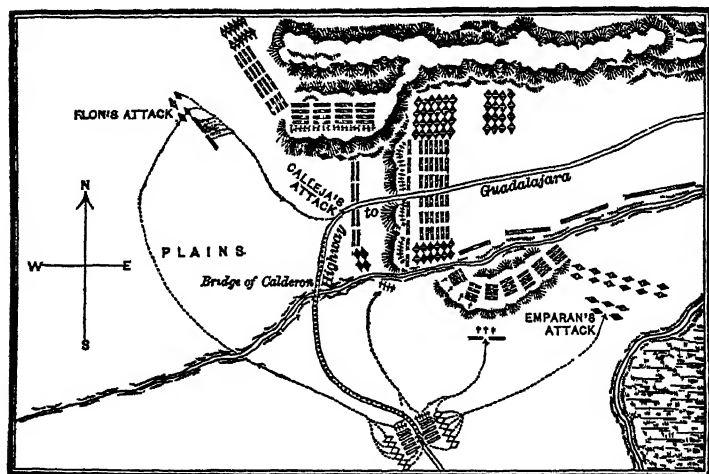 FLON'S ATTACK
CALLEJA'S
ATTACK
Highway to Guadalajara
N
W E
S
PLAINS
Bridge of Calderon
EMPARAN'S
ATTACK